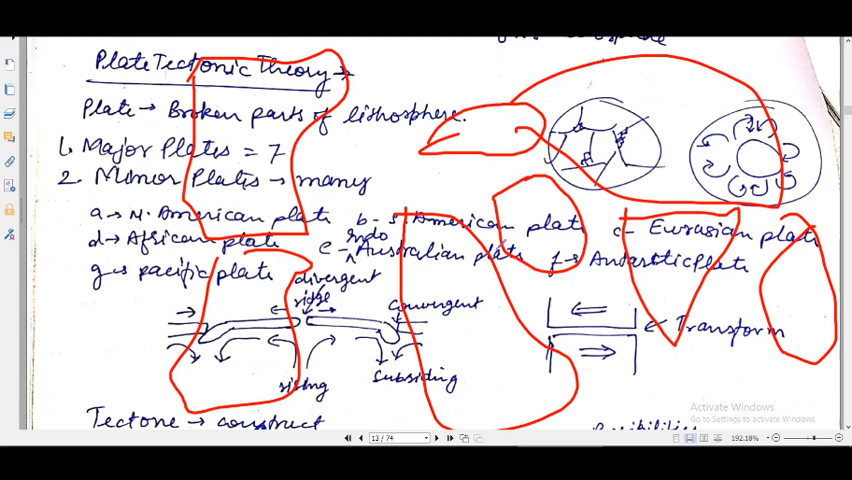 Plate Tectonic Theory →
Plate → Broken parts of lithosphere.
1. Major Plates = 7
2. Minor Plates → many
a → N. American plate b - S American plate c - Eurasian plate
d → African plate e - Indo Australian plate f → Antarctic Plate
g → pacific plate
divergent
ridge
convergent
Transform
rising
subsiding
Tectone → construct
Activate Windows
Go to Settings to activate Windows.
13 / 74
192.18%